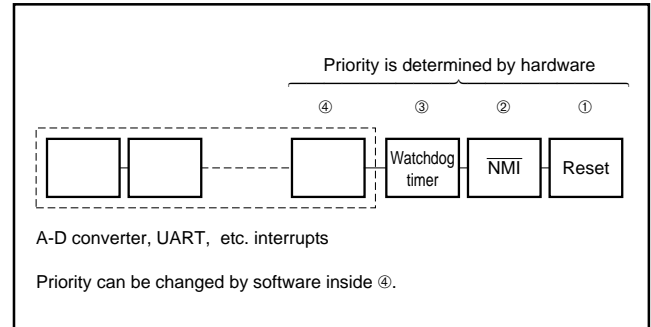 Priority is determined by hardware
④ ③ ② ①
Watchdog
timer
N̅M̅I̅
Reset
A-D converter, UART, etc. interrupts
Priority can be changed by software inside ④.